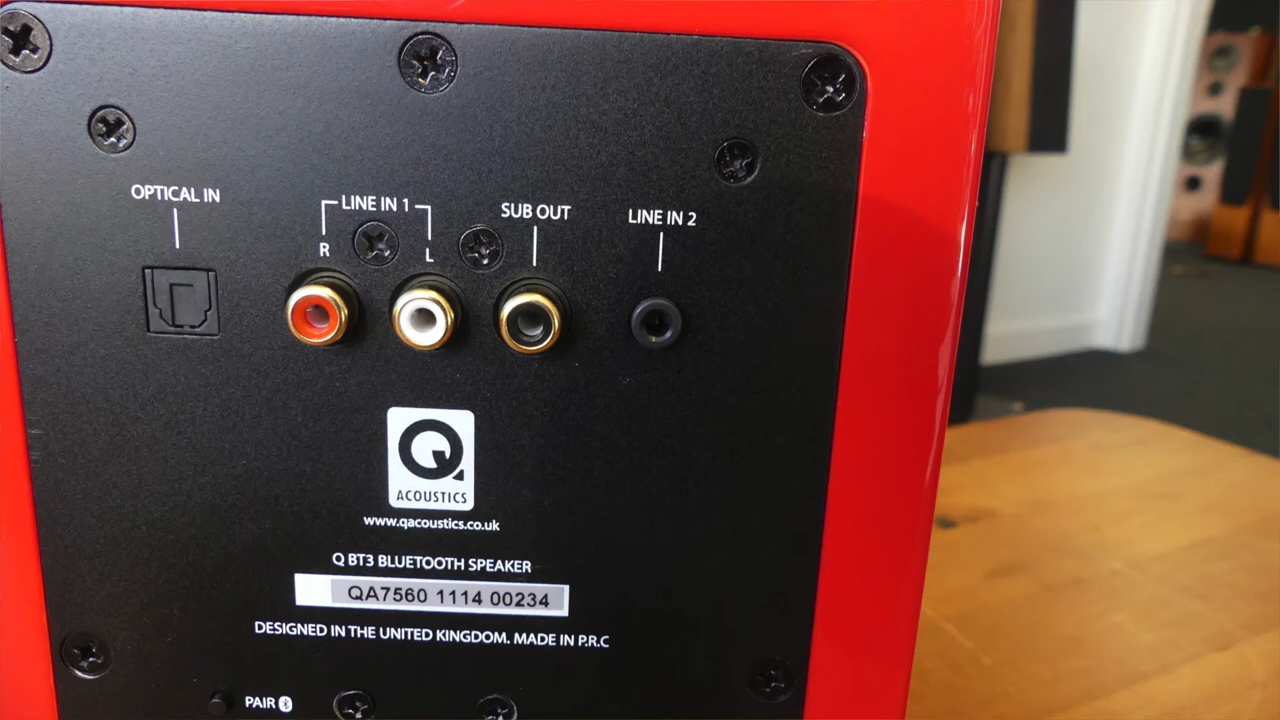 OPTICAL IN
LINE IN 1
R
L
SUB OUT
LINE IN 2
Q
ACOUSTICS
www.qacoustics.co.uk
Q BT3 BLUETOOTH SPEAKER
QA7560 1114 00234
DESIGNED IN THE UNITED KINGDOM. MADE IN P.R.C
PAIR